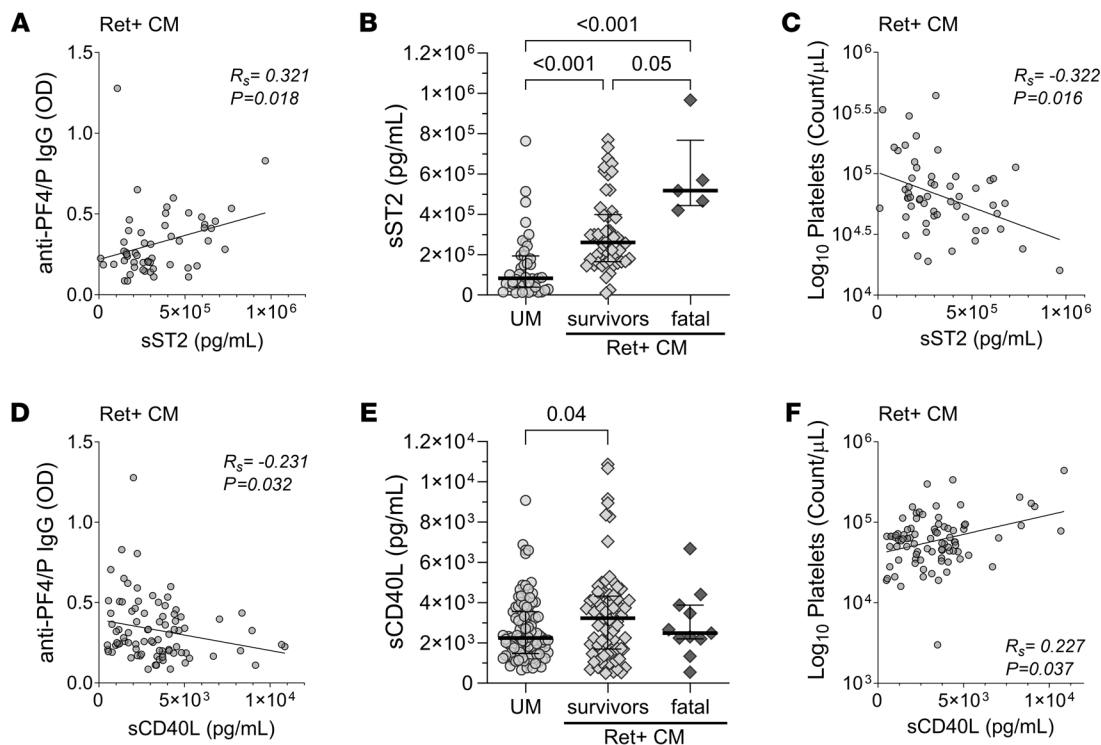 A
Ret+ CM
1.5
1.0
0.5
0.0
anti-PF4/P IgG (OD)
Rs= 0.321
P=0.018
0
5×10⁵
1×10⁶
sST2 (pg/mL)
B
<0.001
<0.001
0.05
1.2×10⁶
1×10⁶
8×10⁵
6×10⁵
4×10⁵
2×10⁵
0
sST2 (pg/mL)
UM
survivors
fatal
Ret+ CM
C
Ret+ CM
10⁶
10⁵·⁵
10⁵
10⁴·⁵
10⁴
Log₁₀ Platelets (Count/µL)
Rs= -0.322
P=0.016
0
5×10⁵
1×10⁶
sST2 (pg/mL)
D
Ret+ CM
1.5
1.0
0.5
0.0
anti-PF4/P IgG (OD)
Rs= -0.231
P=0.032
0
5×10³
1×10⁴
sCD40L (pg/mL)
E
0.04
1.2×10⁴
1×10⁴
8×10³
6×10³
4×10³
2×10³
0
sCD40L (pg/mL)
UM
survivors
fatal
Ret+ CM
F
Ret+ CM
10⁶
10⁵
10⁴
10³
Log₁₀ Platelets (Count/µL)
Rs= 0.227
P=0.037
0
5×10³
1×10⁴
sCD40L (pg/mL)